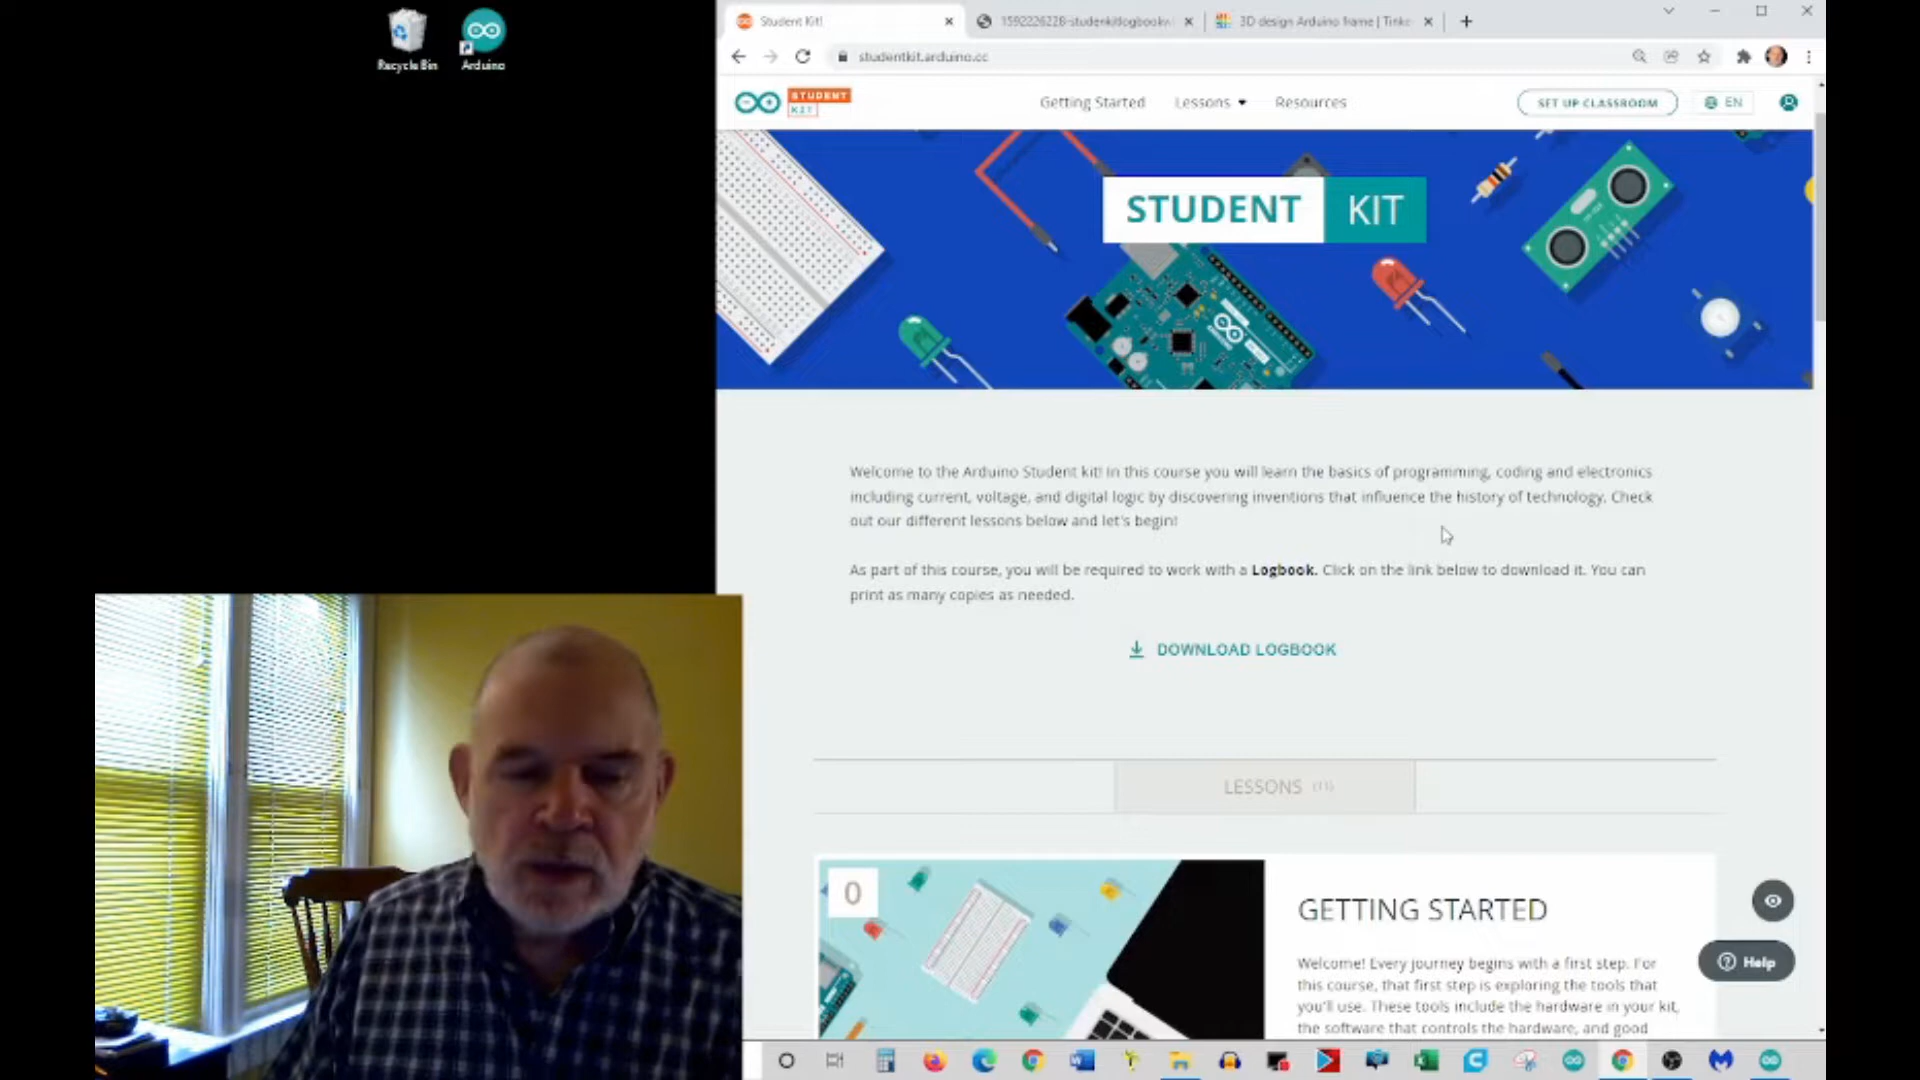 Recycle Bin
Arduino
Student Kit!
1592226228-studenkitlogbookw
3D design Arduino frame | Tinke
studentkit.arduino.cc
STUDENT
KIT
Getting Started
Lessons
Resources
SET UP CLASSROOM
EN
STUDENT KIT
Welcome to the Arduino Student kit! In this course you will learn the basics of programming, coding and electronics
including current, voltage, and digital logic by discovering inventions that influence the history of technology. Check
out our different lessons below and let's begin!
As part of this course, you will be required to work with a Logbook. Click on the link below to download it. You can
print as many copies as needed.
DOWNLOAD LOGBOOK
LESSONS (11)
0
GETTING STARTED
Welcome! Every journey begins with a first step. For
this course, that first step is exploring the tools that
you'll use. These tools include the hardware in your kit,
the software that controls the hardware, and good
Help